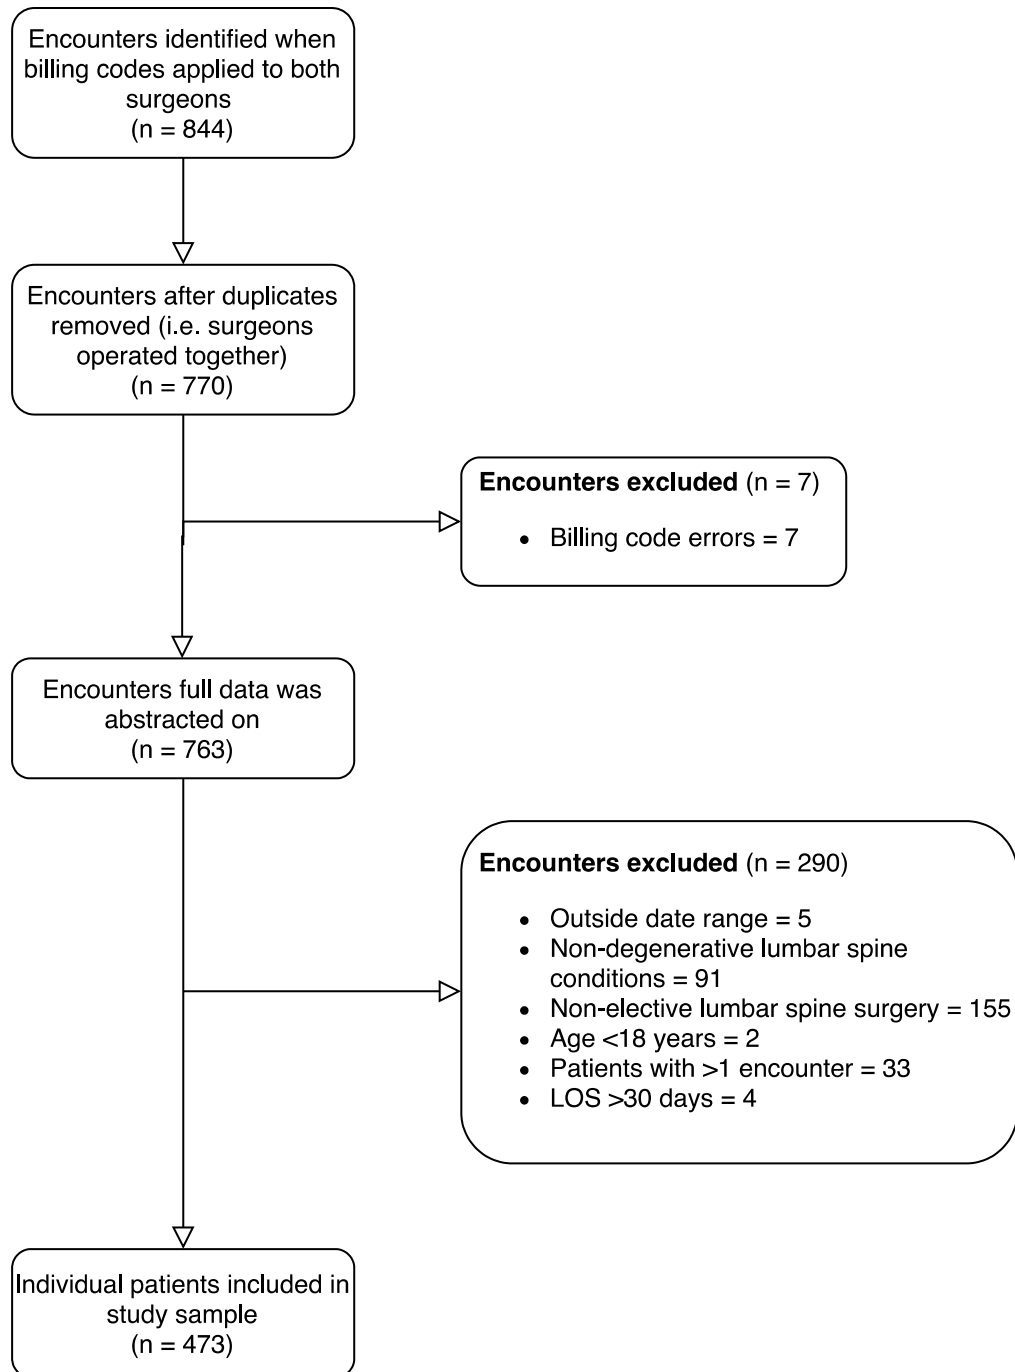 Encounters identified when
billing codes applied to both
surgeons
(n = 844)
Encounters after duplicates
removed (i.e. surgeons
operated together)
(n = 770)
Encounters excluded (n = 7)
• Billing code errors = 7
Encounters full data was
abstracted on
(n = 763)
Encounters excluded (n = 290)
• Outside date range = 5
• Non-degenerative lumbar spine
conditions = 91
• Non-elective lumbar spine surgery = 155
• Age <18 years = 2
• Patients with >1 encounter = 33
• LOS >30 days = 4
Individual patients included in
study sample
(n = 473)